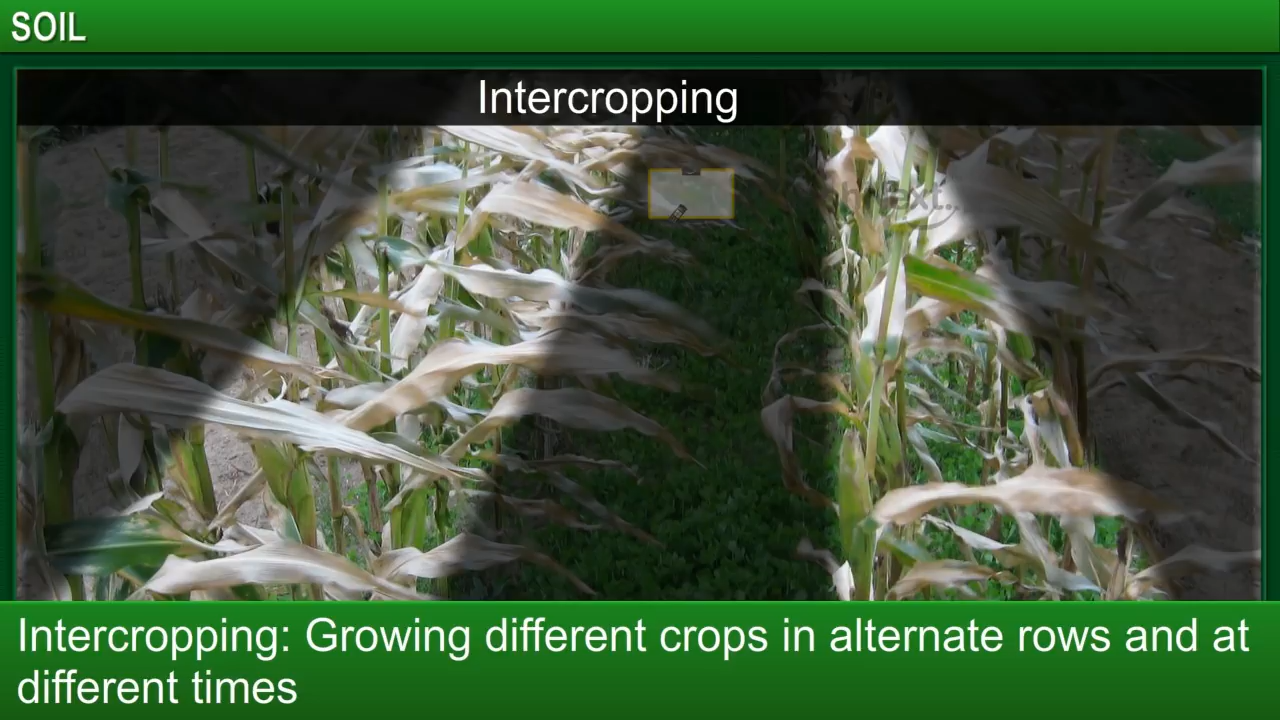 SOIL
Intercropping
Intercropping: Growing different crops in alternate rows and at
different times